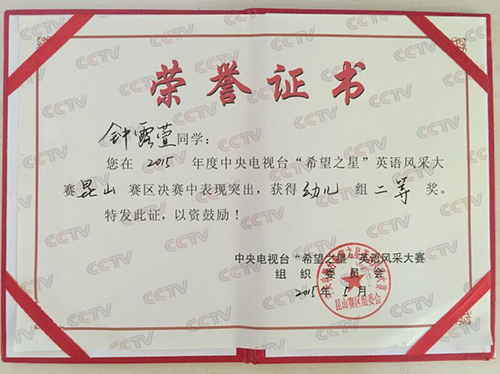 荣誉证书
钟露萱同学:
您在 2015 年度中央电视台“希望之星”英语风采大
赛昆山 赛区决赛中表现突出，获得 幼儿 组 二等 奖。
特发此证，以资鼓励！
中央电视台“希望之星”英语风采大赛
组织委员会
2015年5月
昆山赛区组委会
CCTV